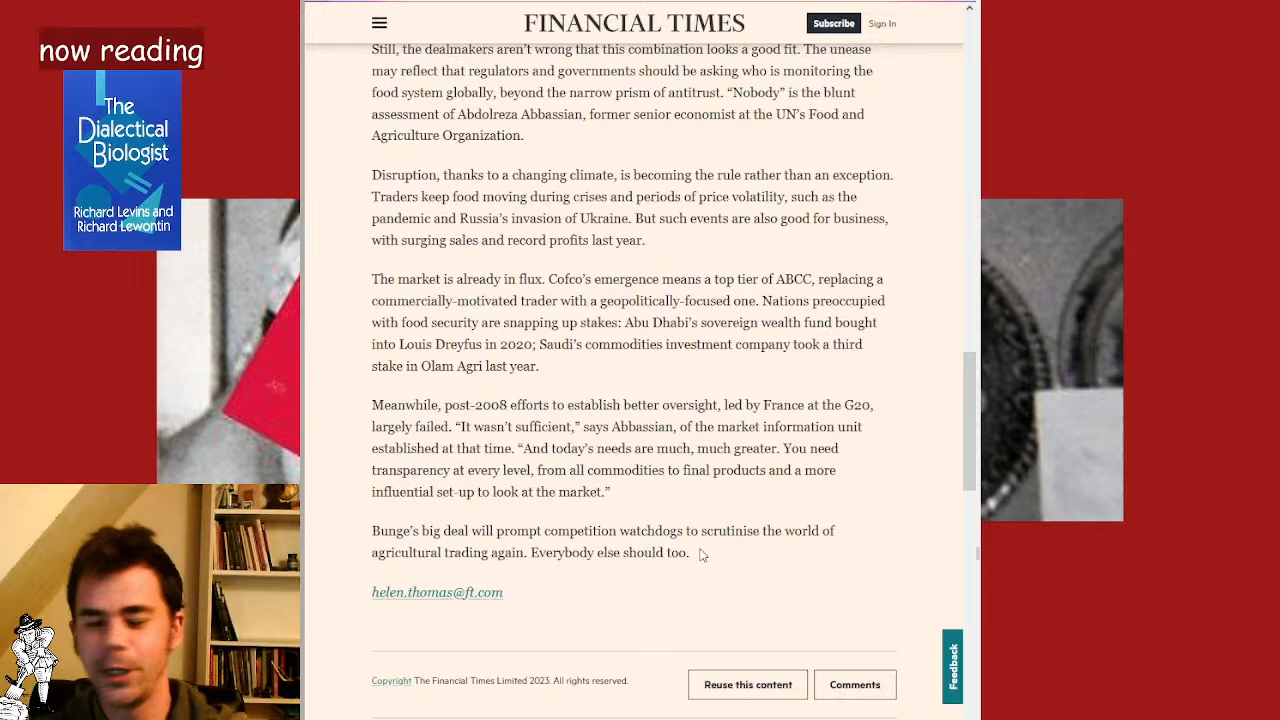 now reading
The
Dialectical
Biologist
Richard Levins and
Richard Lewontin
FINANCIAL TIMES
Subscribe
Sign In
Still, the dealmakers aren’t wrong that this combination looks a good fit. The unease
may reflect that regulators and governments should be asking who is monitoring the
food system globally, beyond the narrow prism of antitrust. “Nobody” is the blunt
assessment of Abdolreza Abbassian, former senior economist at the UN’s Food and
Agriculture Organization.
Disruption, thanks to a changing climate, is becoming the rule rather than an exception.
Traders keep food moving during crises and periods of price volatility, such as the
pandemic and Russia’s invasion of Ukraine. But such events are also good for business,
with surging sales and record profits last year.
The market is already in flux. Cofco’s emergence means a top tier of ABCC, replacing a
commercially-motivated trader with a geopolitically-focused one. Nations preoccupied
with food security are snapping up stakes: Abu Dhabi’s sovereign wealth fund bought
into Louis Dreyfus in 2020; Saudi’s commodities investment company took a third
stake in Olam Agri last year.
Meanwhile, post-2008 efforts to establish better oversight, led by France at the G20,
largely failed. “It wasn’t sufficient,” says Abbassian, of the market information unit
established at that time. “And today’s needs are much, much greater. You need
transparency at every level, from all commodities to final products and a more
influential set-up to look at the market.”
Bunge’s big deal will prompt competition watchdogs to scrutinise the world of
agricultural trading again. Everybody else should too.
helen.thomas@ft.com
Copyright The Financial Times Limited 2023. All rights reserved.
Reuse this content
Comments
Feedback